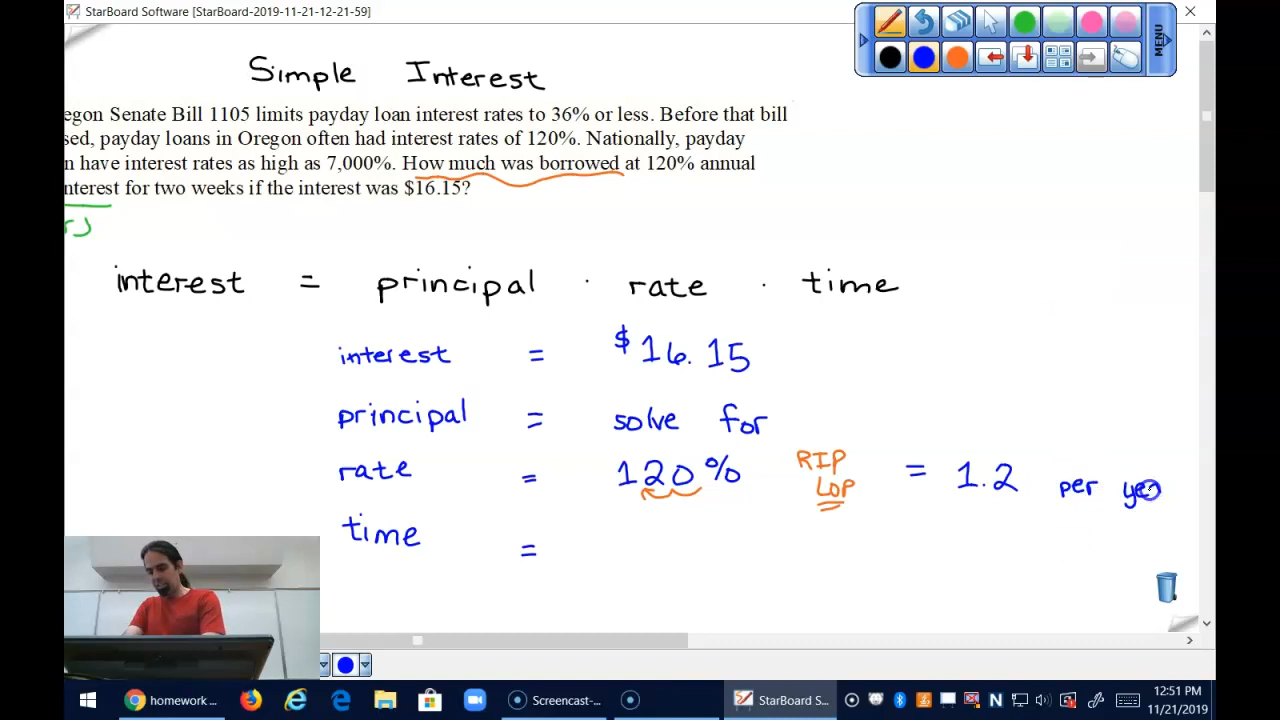 StarBoard Software [StarBoard-2019-11-21-12-21-59]
MENU
Simple Interest
egon Senate Bill 1105 limits payday loan interest rates to 36% or less. Before that bill
sed, payday loans in Oregon often had interest rates of 120%. Nationally, payday
n have interest rates as high as 7,000%. How much was borrowed at 120% annual
nterest for two weeks if the interest was $16.15?
interest = principal · rate · time
interest = $16.15
principal = solve for
rate = 120% RIP LOP = 1.2 per yea
time =
homework ...
Screencast-...
StarBoard S...
12:51 PM
11/21/2019